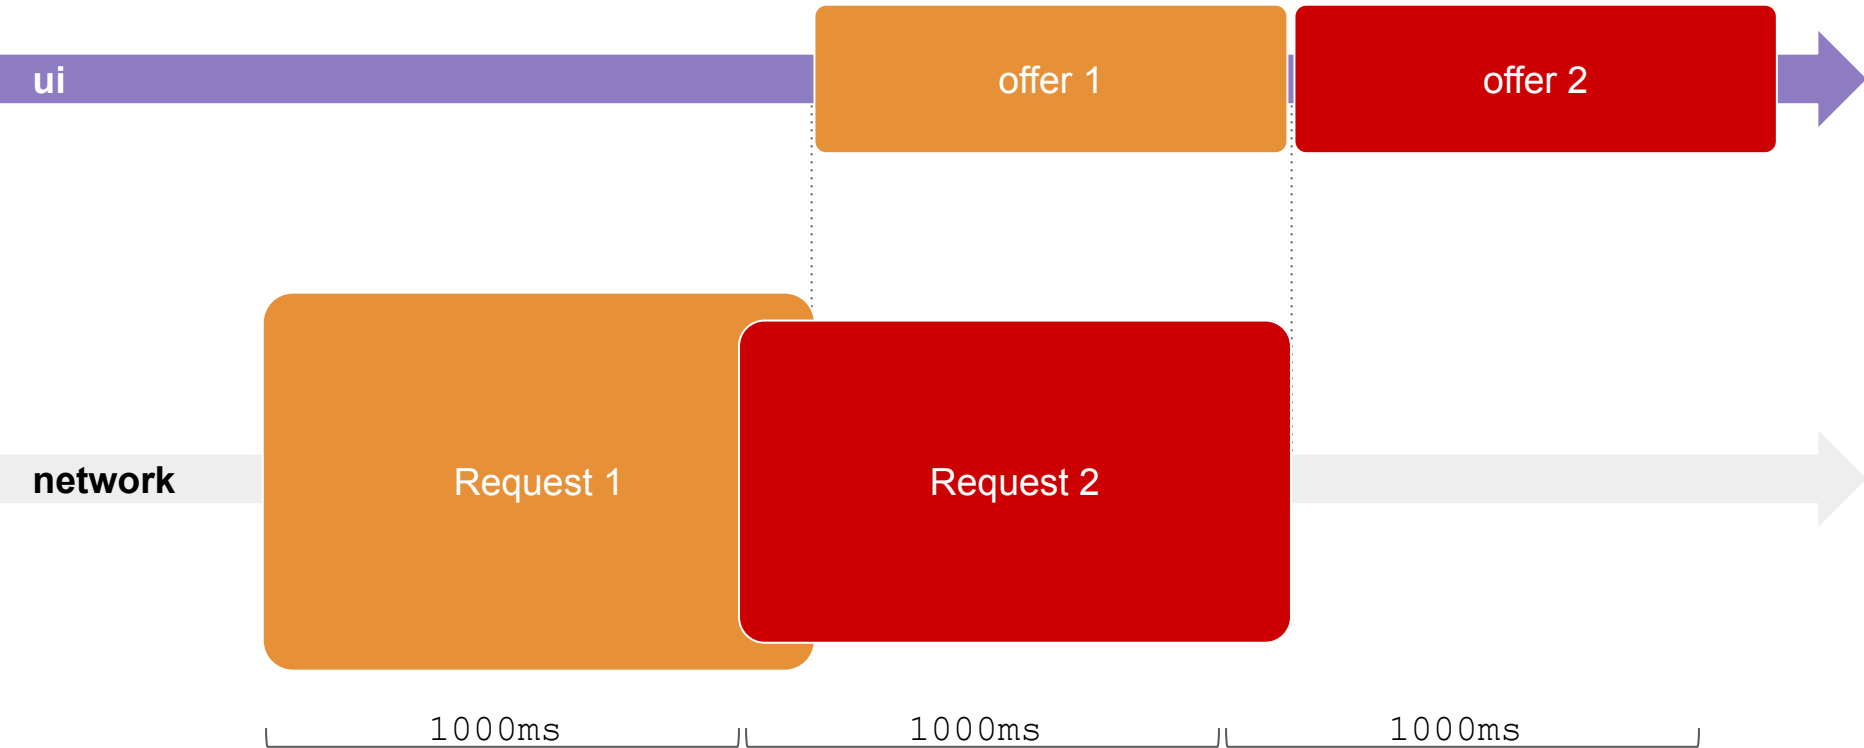 ui
offer 1
offer 2
network
Request 1
Request 2
1000ms
1000ms
1000ms